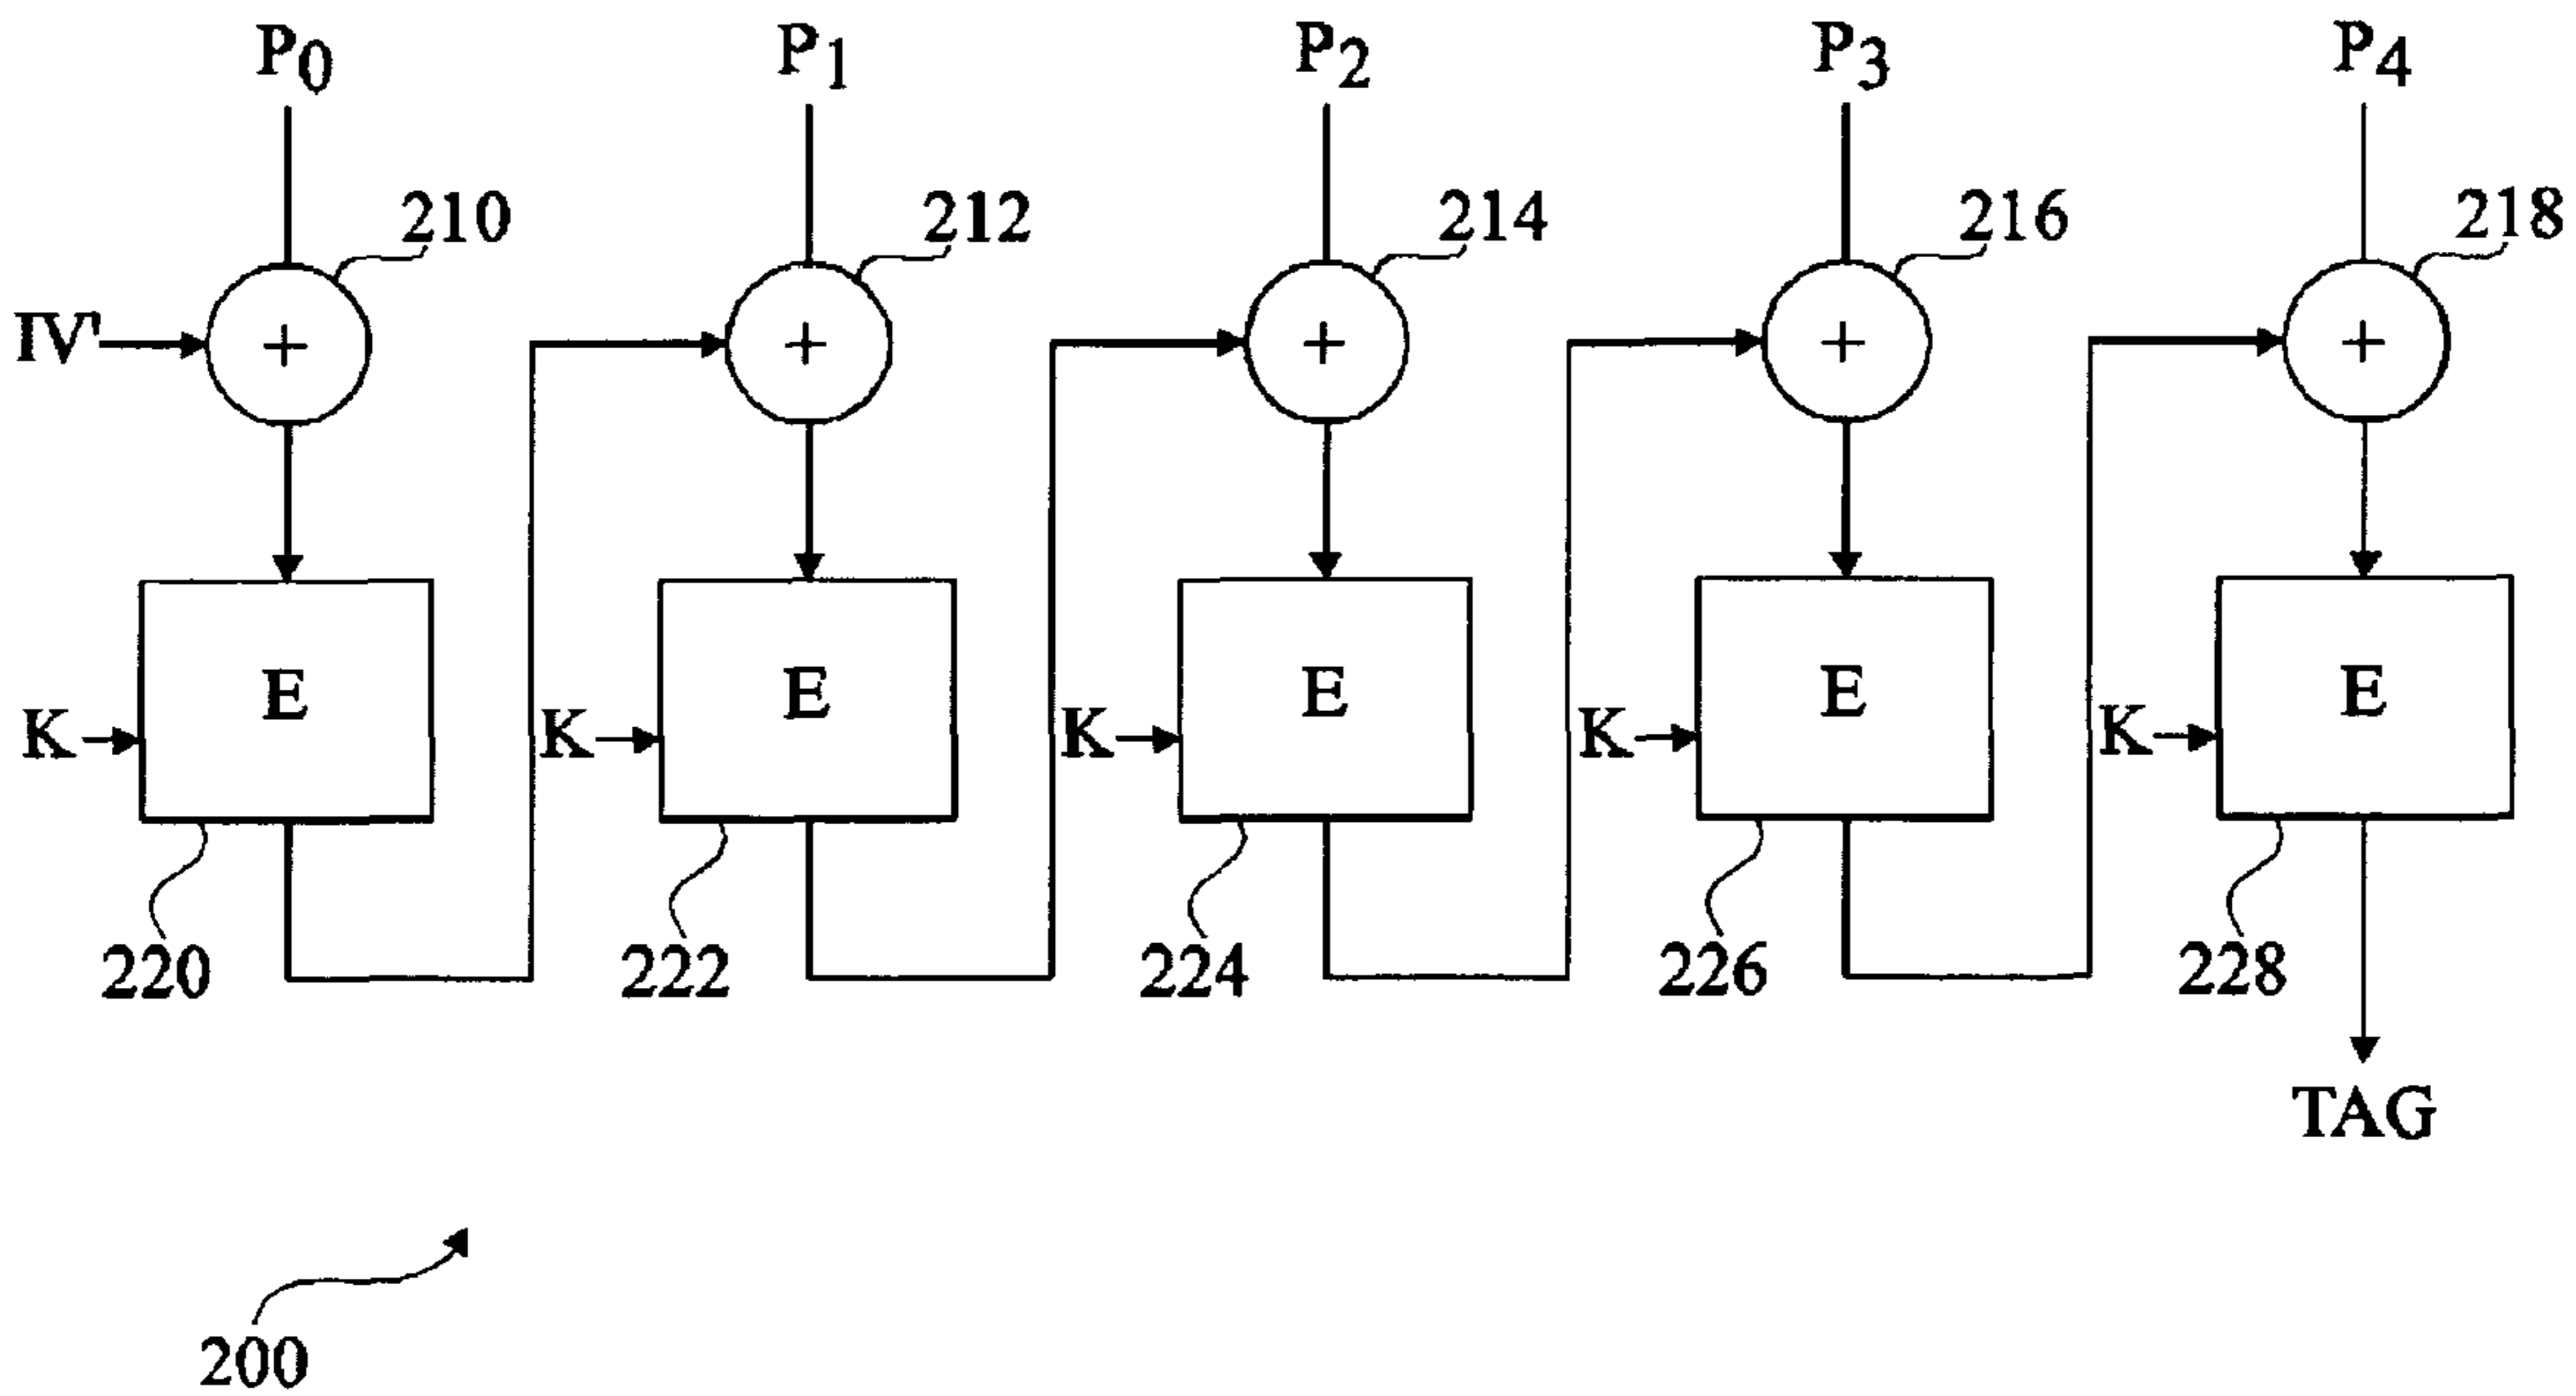 P0 P1 P2 P3 P4
210 212 214 216 218
IV' + + + + +
E E E E E
K K K K K
220 222 224 226 228
TAG
200